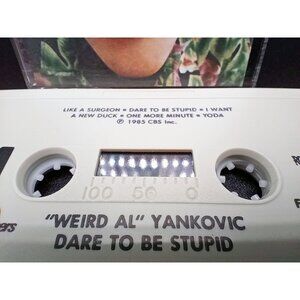 LIKE A SURGEON • DARE TO BE STUPID • I WANT
A NEW DUCK • ONE MORE MINUTE • YODA
℗ 1985 CBS Inc.
100 50 0
"WEIRD AL" YANKOVIC
DARE TO BE STUPID